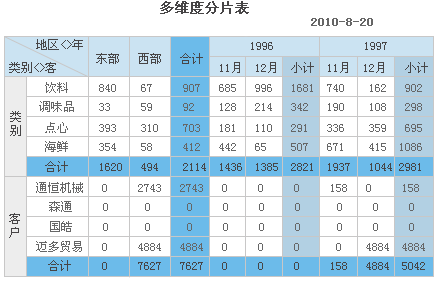 多维度分片表
2010-8-20
地区◇年 东部 西部 合计 1996 1997
类别◇客 11月 12月 小计 11月 12月 小计
类别
饮料 840 67 907 685 996 1681 740 162 902
调味品 33 59 92 128 214 342 190 108 298
点心 393 310 703 181 110 291 336 359 695
海鲜 354 58 412 442 65 507 671 415 1086
合计 1620 494 2114 1436 1385 2821 1937 1044 2981
客户
通恒机械 0 2743 2743 0 0 0 158 0 158
森通 0 0 0 0 0 0 0 0 0
国皓 0 0 0 0 0 0 0 0 0
迈多贸易 0 4884 4884 0 0 0 0 4884 4884
合计 0 7627 7627 0 0 0 158 4884 5042